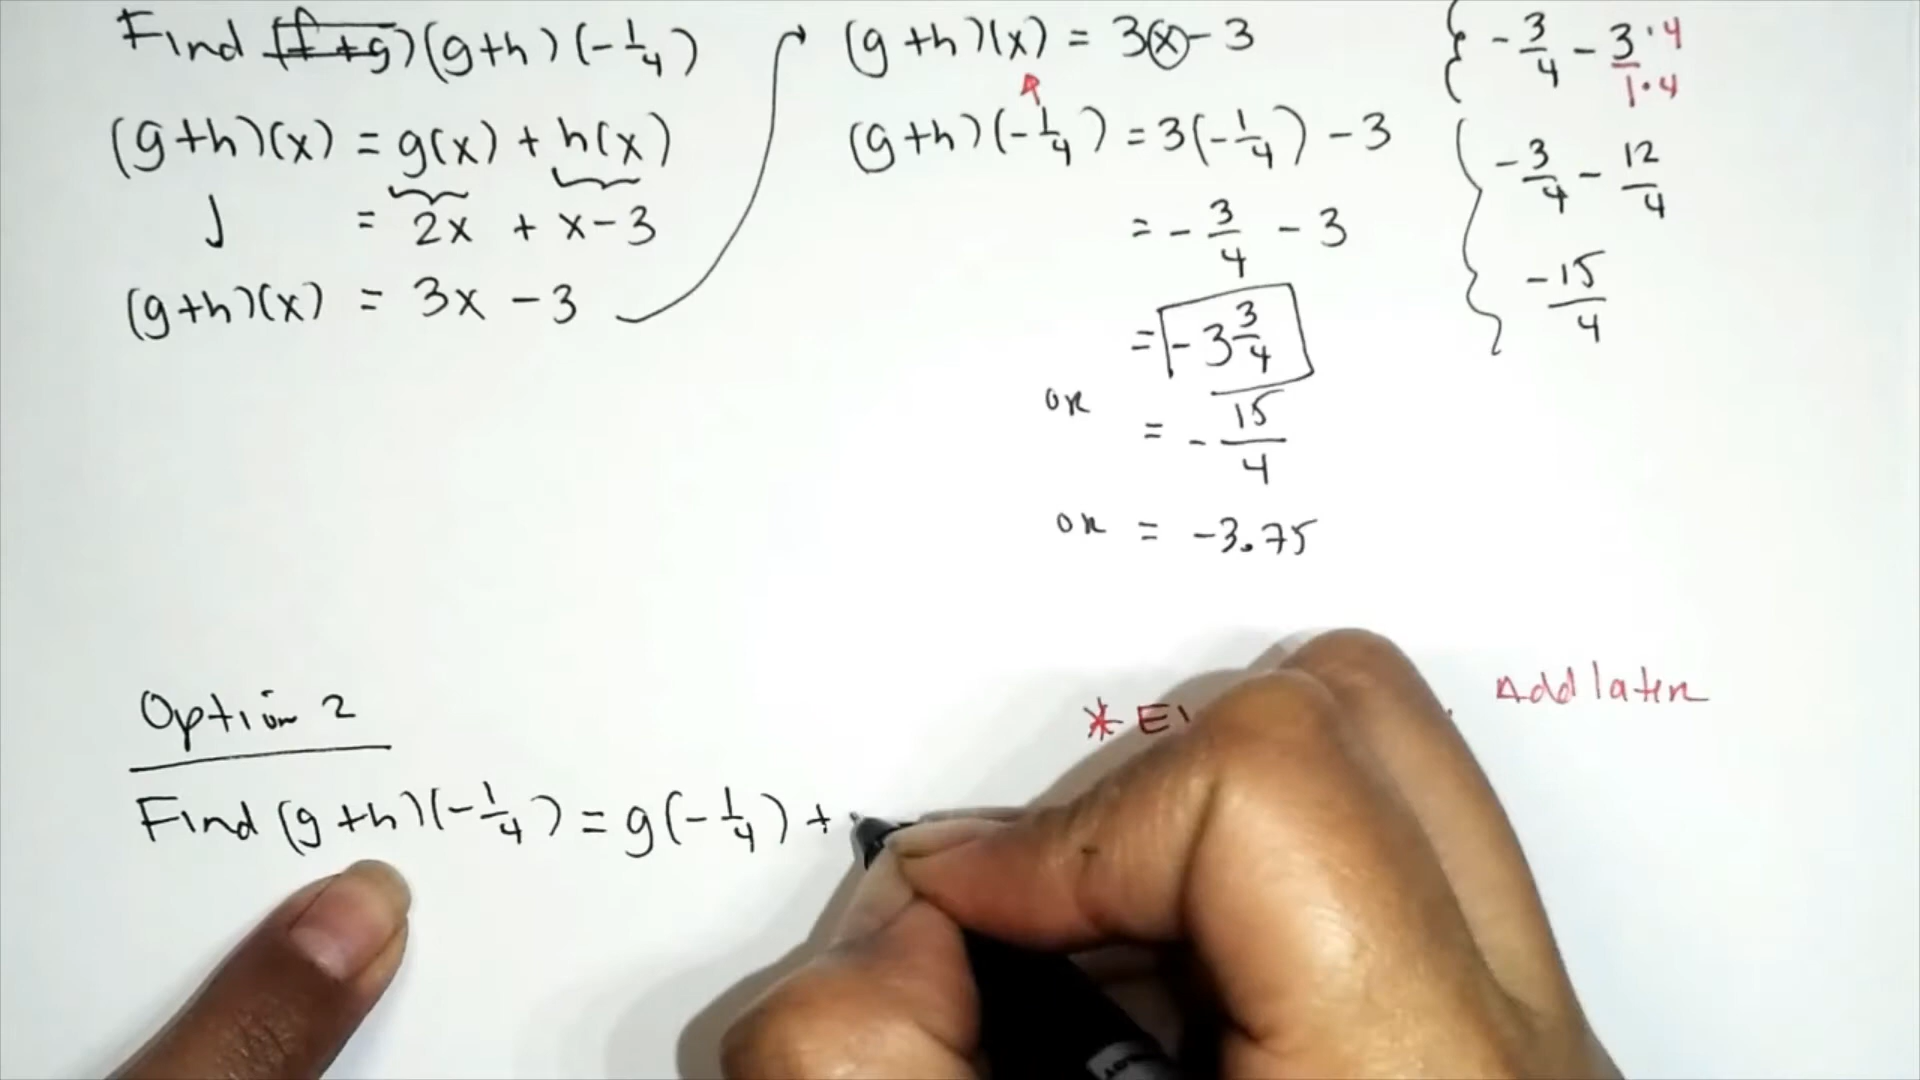 Find (f+g)(g+h)(-1/4)
(g+h)(x) = g(x) + h(x)
= 2x + x-3
(g+h)(x) = 3x - 3
(g+h)(x) = 3(x)-3
(g+h)(-1/4) = 3(-1/4) - 3
= - 3/4 - 3
= - 3 3/4
or = - 15/4
or = -3.75
- 3/4 - 3·4/1·4
- 3/4 - 12/4
-15/4
Option 2
* Add later
Find (g+h)(-1/4) = g(-1/4) +